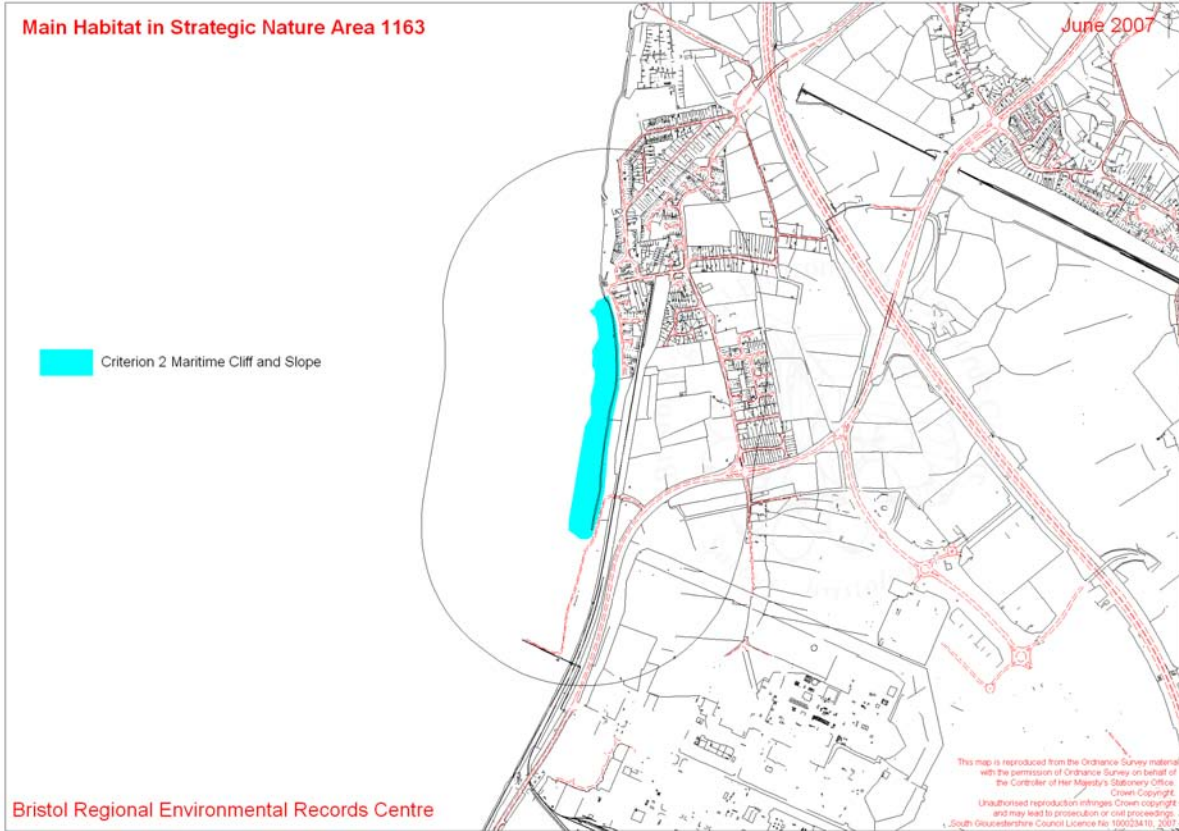 Main Habitat in Strategic Nature Area 1163
June 2007
Criterion 2 Maritime Cliff and Slope
Bristol Regional Environmental Records Centre
This map is reproduced from the Ordnance Survey material
with the permission of Ordnance Survey on behalf of
the Controller of Her Majesty's Stationery Office
Crown Copyright.
Unauthorised reproduction infringes Crown copyright
and may lead to prosecution or civil proceedings.
South Gloucestershire Council Licence No 100023410, 2007